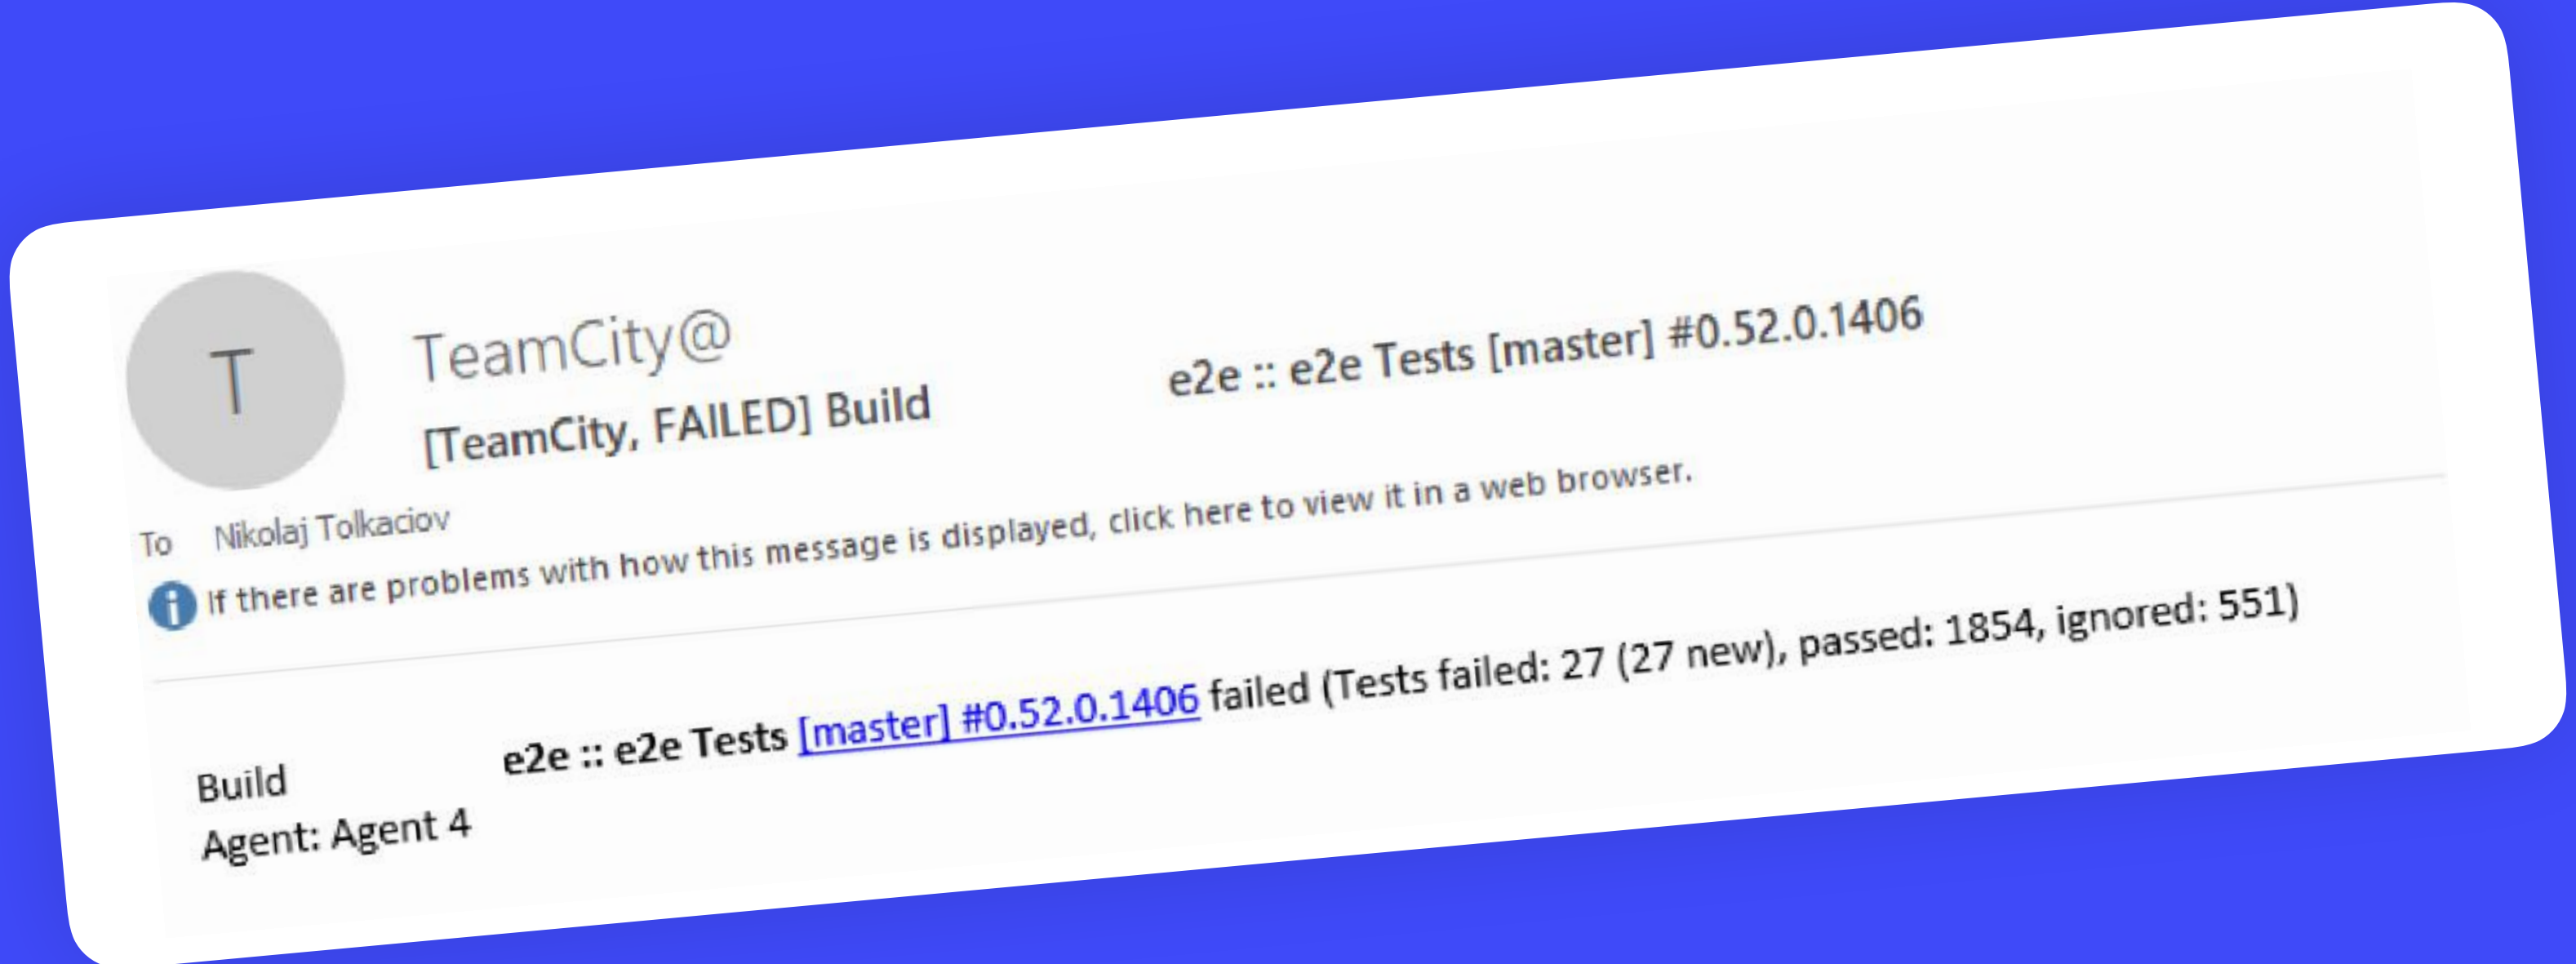 T
TeamCity@
[TeamCity, FAILED] Build e2e :: e2e Tests [master] #0.52.0.1406
To Nikolaj Tolkaciov
i If there are problems with how this message is displayed, click here to view it in a web browser.
Build e2e :: e2e Tests [master] #0.52.0.1406 failed (Tests failed: 27 (27 new), passed: 1854, ignored: 551)
Agent: Agent 4